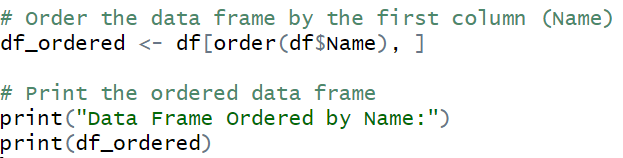 # Order the data frame by the first column (Name)
df_ordered <- df[order(df$Name), ]
# Print the ordered data frame
print("Data Frame Ordered by Name:")
print(df_ordered)